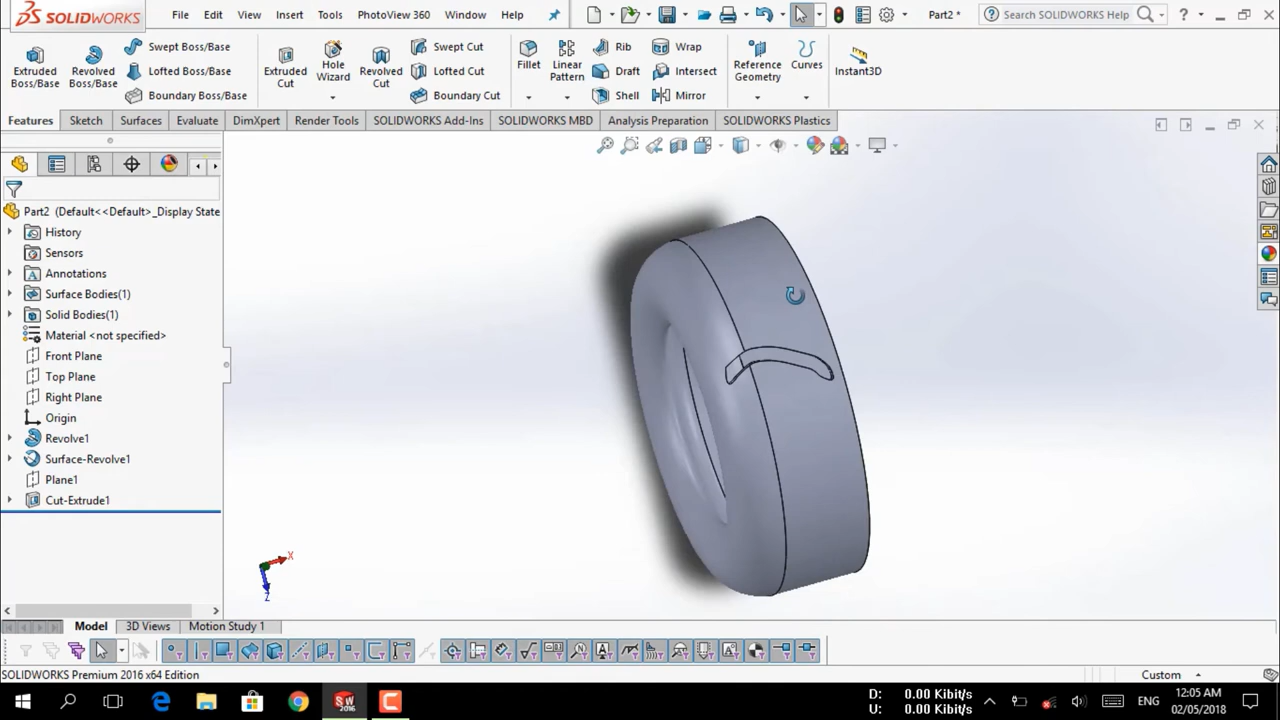 SOLIDWORKS File Edit View Insert Tools PhotoView 360 Window Help Part2 * Search SOLIDWORKS Help ?
Extruded Boss/Base
Revolved Boss/Base
Swept Boss/Base
Lofted Boss/Base
Boundary Boss/Base
Extruded Cut
Hole Wizard
Revolved Cut
Swept Cut
Lofted Cut
Boundary Cut
Fillet
Linear Pattern
Rib
Draft
Shell
Wrap
Intersect
Mirror
Reference Geometry
Curves
Instant3D
Features Sketch Surfaces Evaluate DimXpert Render Tools SOLIDWORKS Add-Ins SOLIDWORKS MBD Analysis Preparation SOLIDWORKS Plastics
Part2 (Default<<Default>_Display State
History
Sensors
Annotations
Surface Bodies(1)
Solid Bodies(1)
Material <not specified>
Front Plane
Top Plane
Right Plane
Origin
Revolve1
Surface-Revolve1
Plane1
Cut-Extrude1
X
Z
Model 3D Views Motion Study 1
SOLIDWORKS Premium 2016 x64 Edition Custom
D: 0.00 Kibit/s
U: 0.00 Kibit/s
ENG
12:05 AM
02/05/2018